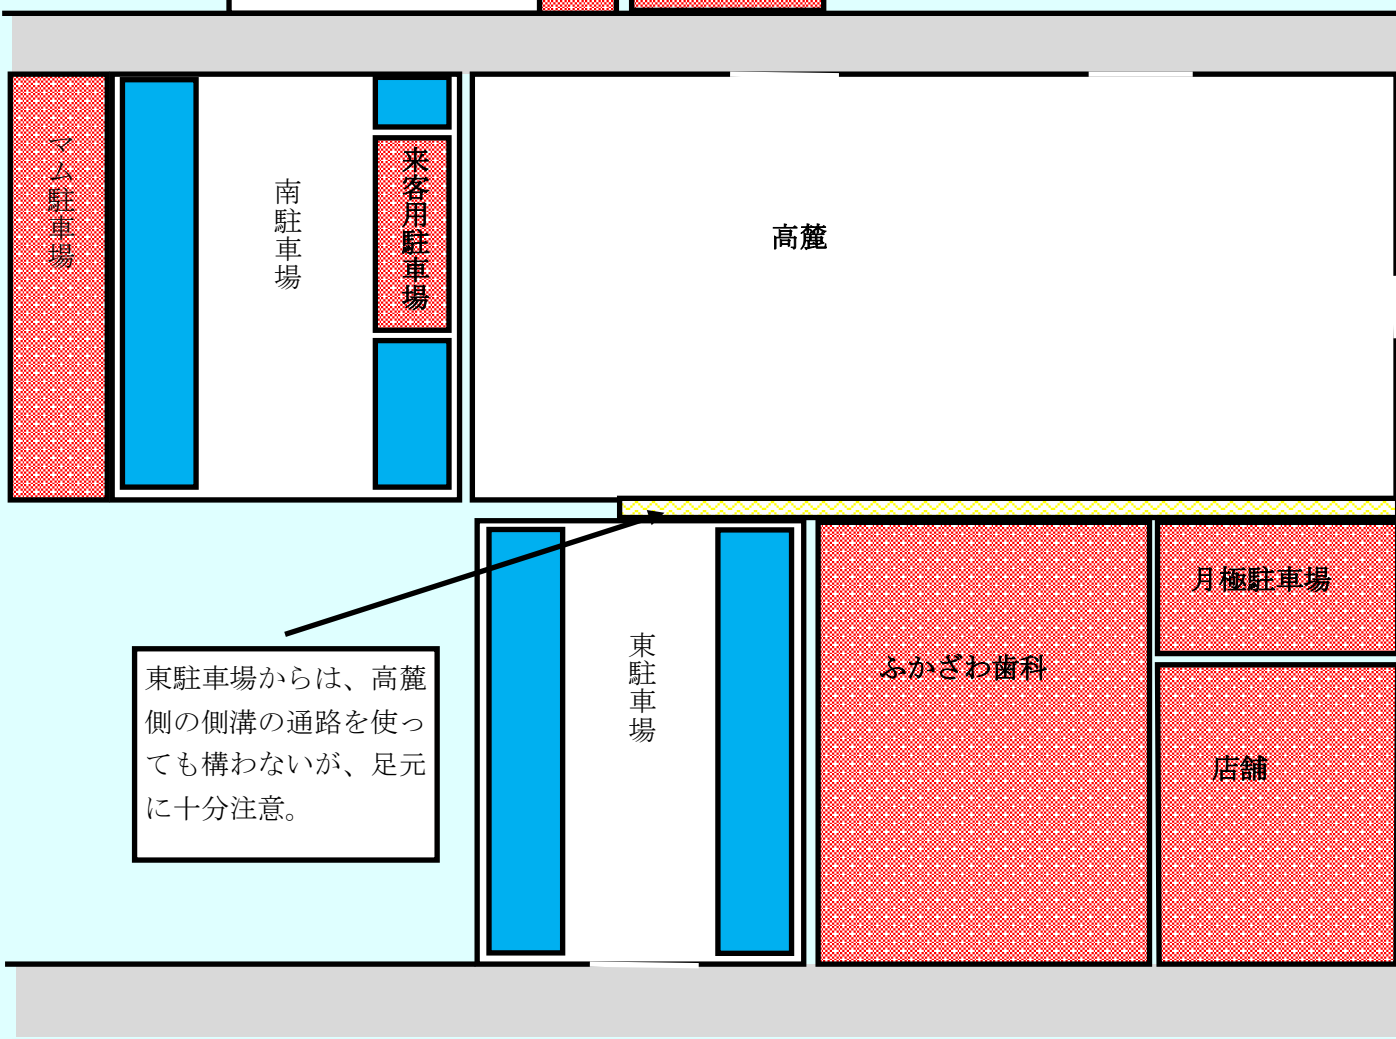 マム駐車場
南駐車場
来客用駐車場
高麓
月極駐車場
東駐車場
ふかざわ歯科
東駐車場からは、高麓
側の側溝の通路を使っ
ても構わないが、足元
に十分注意。
店舗